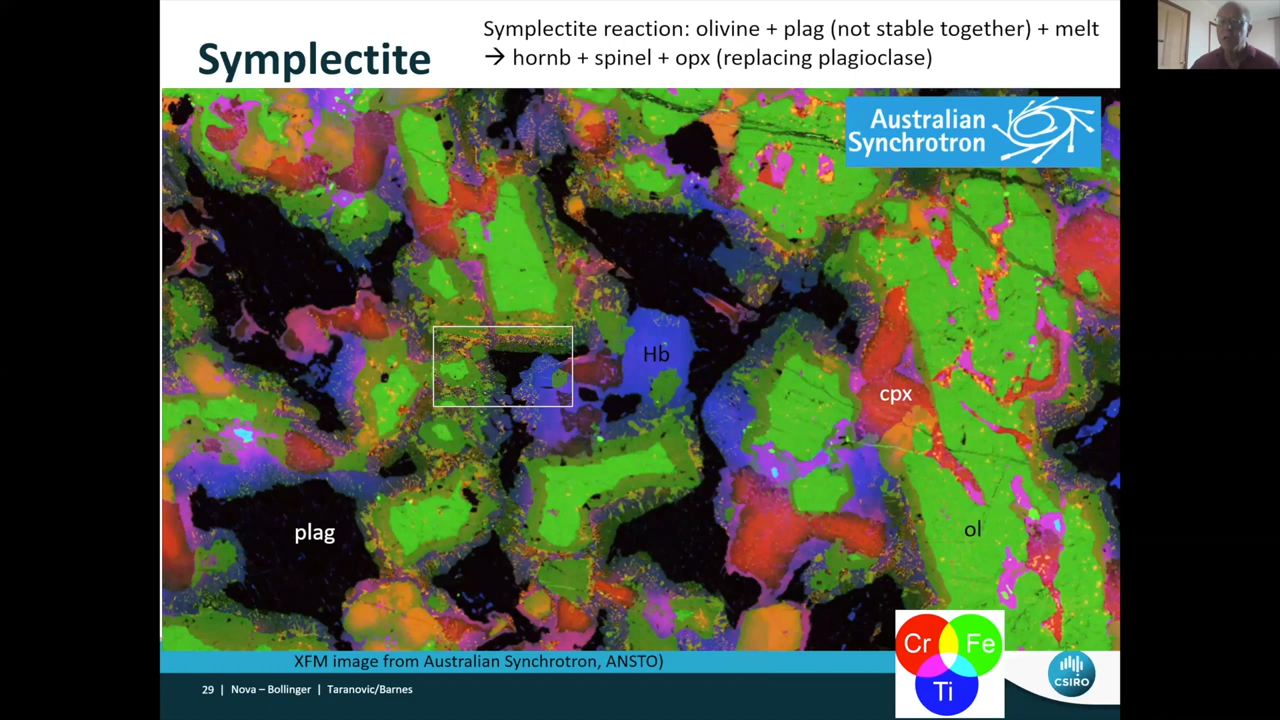 Symplectite
Symplectite reaction: olivine + plag (not stable together) + melt
→ hornb + spinel + opx (replacing plagioclase)
Australian
Synchrotron
Hb
cpx
plag
ol
XFM image from Australian Synchrotron, ANSTO)
29 | Nova – Bollinger | Taranovic/Barnes
Cr Fe
Ti
CSIRO